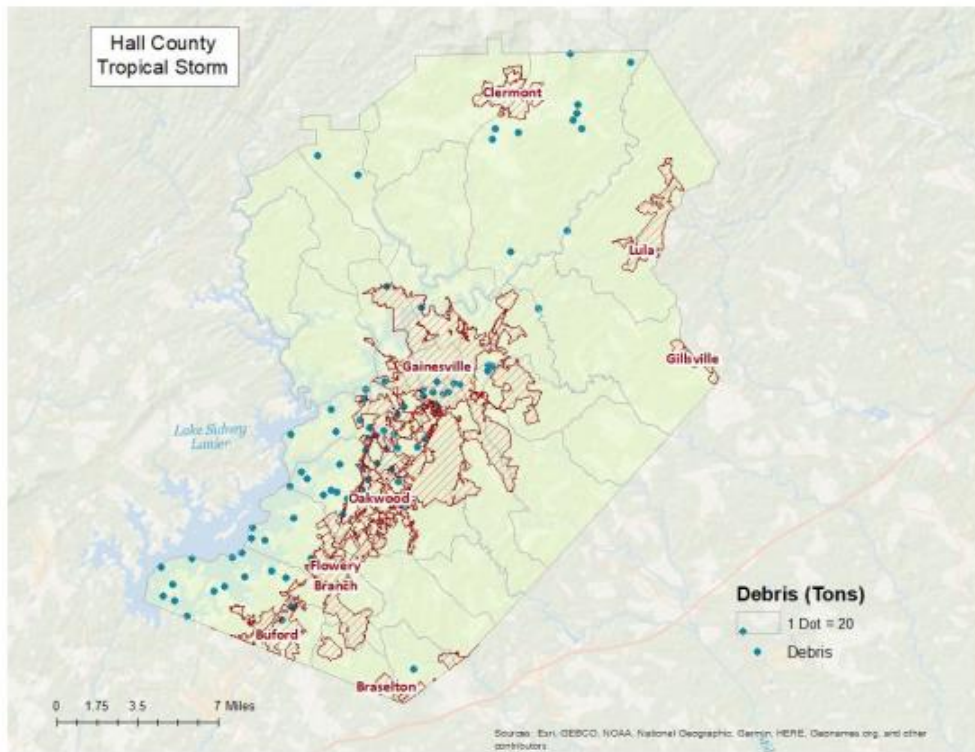 Hall County
Tropical Storm
Clermont
Lula
Gainesville
Gillsville
Lake Sidney
Lanier
Oakwood
Flowery
Branch
Buford
Braselton
Debris (Tons)
1 Dot = 20
Debris
0 1.75 3.5 7 Miles
Sources: Esri, GEBCO, NOAA, National Geographic, Garmin, HERE, Geonames.org, and other
contributors